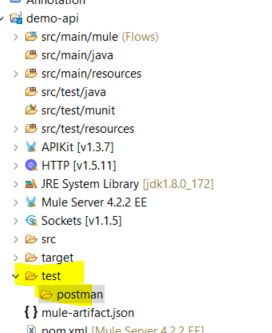 Annotation
demo-api
src/main/mule (Flows)
src/main/java
src/main/resources
src/test/java
src/test/munit
src/test/resources
APIKit [v1.3.7]
HTTP [v1.5.11]
JRE System Library [jdk1.8.0_172]
Mule Server 4.2.2 EE
Sockets [v1.1.5]
src
target
test
postman
mule-artifact.json
pom.xml [Mule Server 4.2.2 EE]